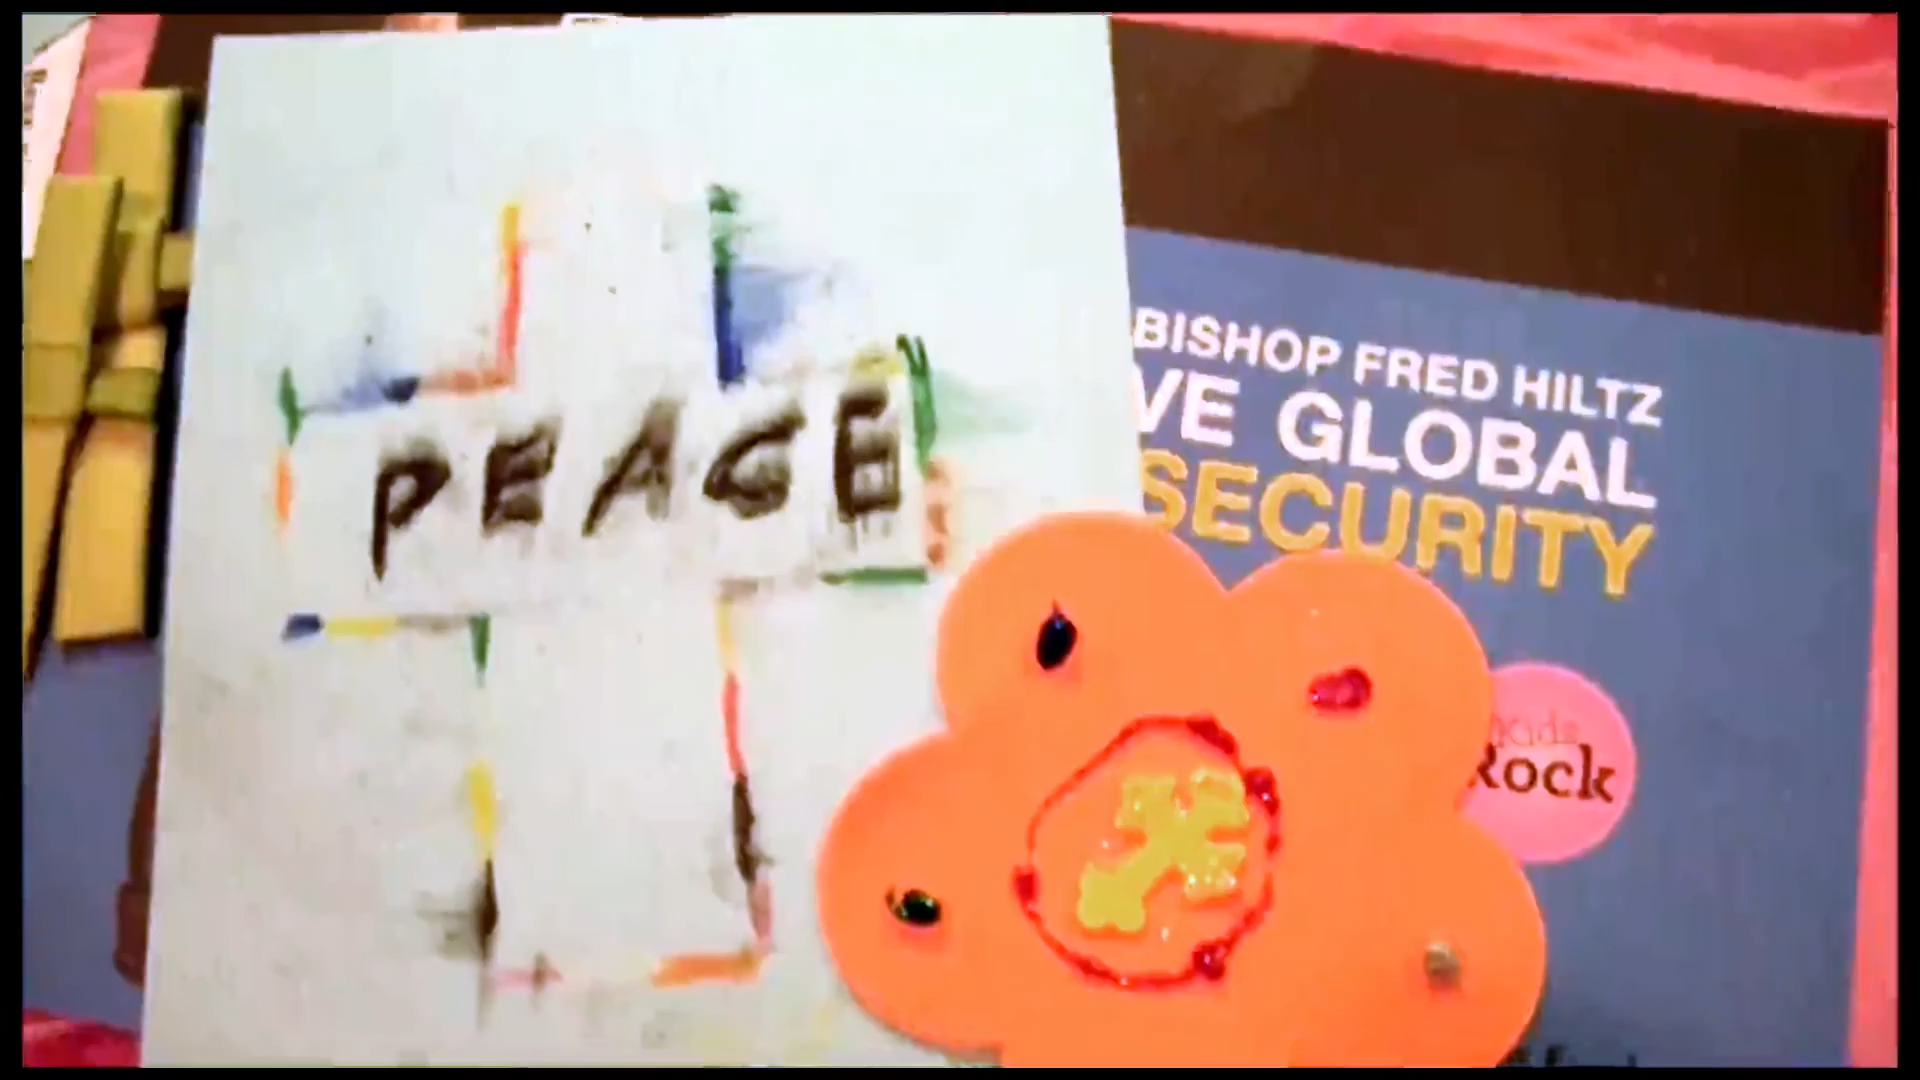 PEACE
BISHOP FRED HILTZ
VE GLOBAL
SECURITY
Kids
Rock